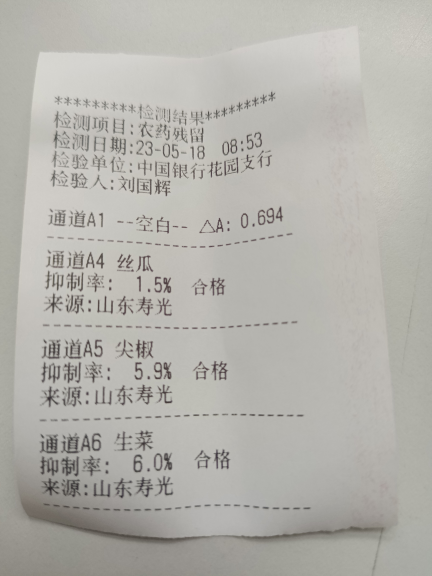 *********检测结果*********
检测项目:农药残留
检测日期:23-05-18 08:53
检验单位:中国银行花园支行
检验人:刘国辉
通道A1 --空白-- △A: 0.694
通道A4 丝瓜
抑制率: 1.5% 合格
来源:山东寿光
通道A5 尖椒
抑制率: 5.9% 合格
来源:山东寿光
通道A6 生菜
抑制率: 6.0% 合格
来源:山东寿光